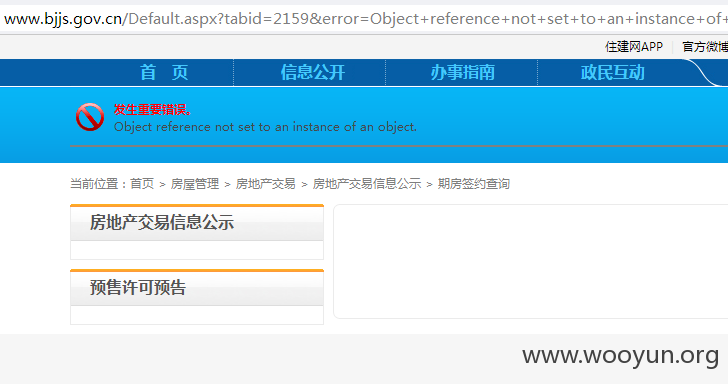 www.bjjs.gov.cn/Default.aspx?tabid=2159&error=Object+reference+not+set+to+an+instance+of+
住建网APP 官方微博
首 页 信息公开 办事指南 政民互动
发生重要错误。
Object reference not set to an instance of an object.
当前位置：首页 > 房屋管理 > 房地产交易 > 房地产交易信息公示 > 期房签约查询
房地产交易信息公示
预售许可预告
www.wooyun.org